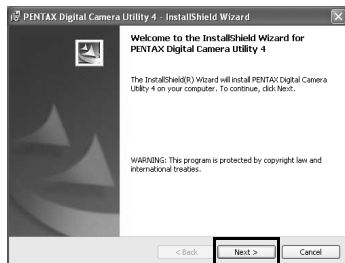 PENTAX Digital Camera Utility 4 - InstallShield Wizard
Welcome to the InstallShield Wizard for
PENTAX Digital Camera Utility 4
The InstallShield(R) Wizard will install PENTAX Digital Camera
Utility 4 on your computer. To continue, click Next.
WARNING: This program is protected by copyright law and
international treaties.
< Back
Next >
Cancel